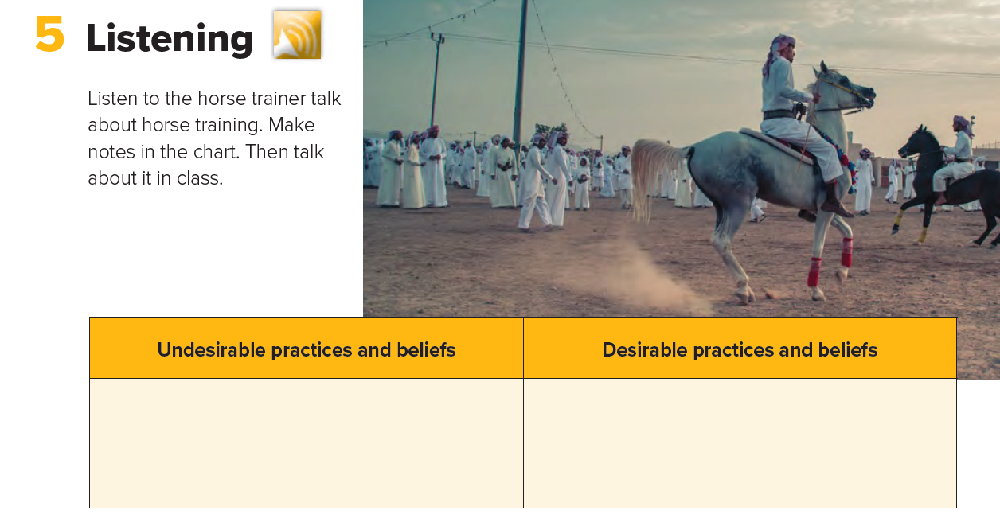 5 Listening
Listen to the horse trainer talk
about horse training. Make
notes in the chart. Then talk
about it in class.
Undesirable practices and beliefs
Desirable practices and beliefs